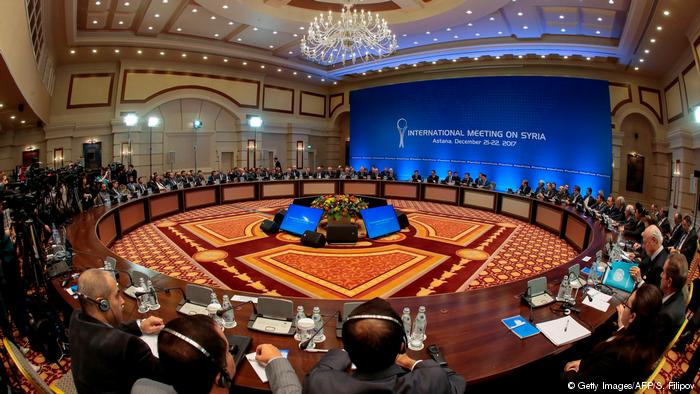 INTERNATIONAL MEETING ON SYRIA
Astana, December 21-22, 2017
© Getty Images/AFP/S. Filipov